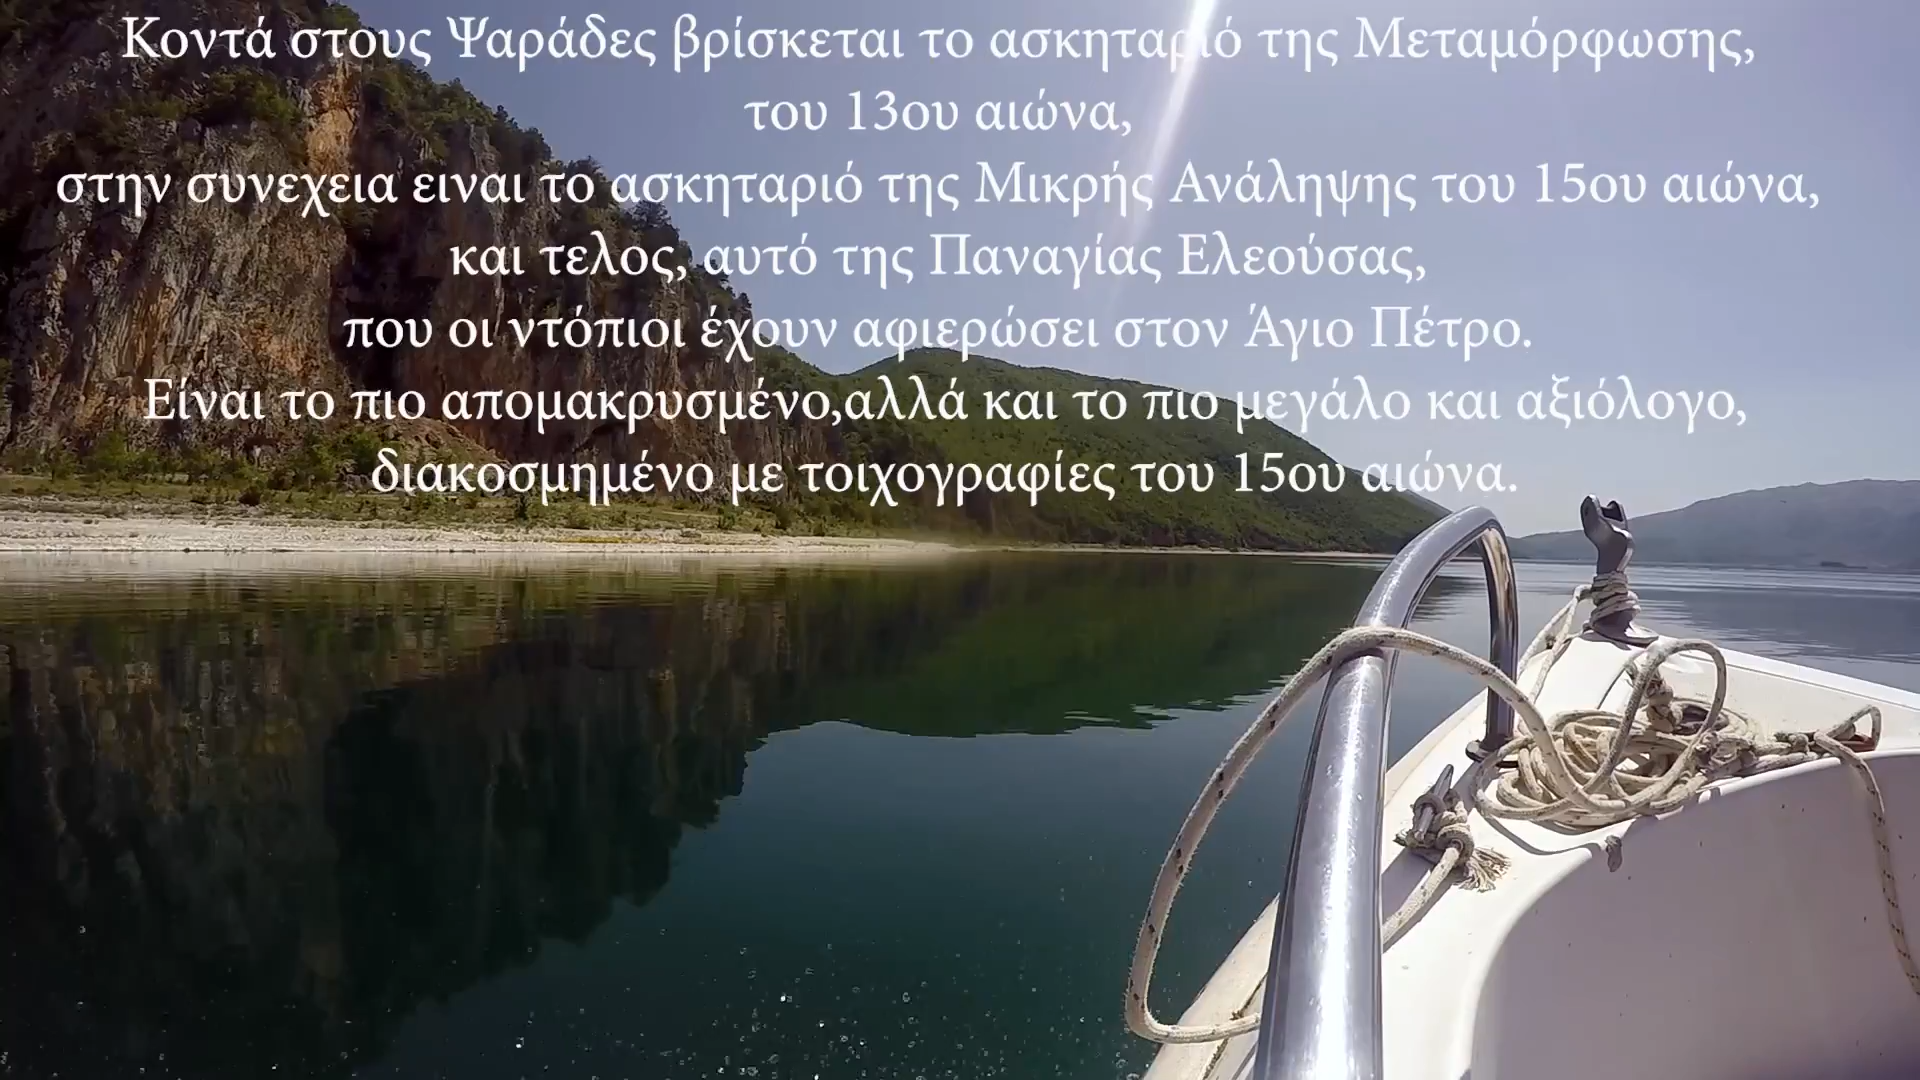 Κοντά στους Ψαράδες βρίσκεται το ασκηταριό της Μεταμόρφωσης,
του 13ου αιώνα,
στην συνεχεια ειναι το ασκηταριό της Μικρής Ανάληψης του 15ου αιώνα,
και τελος, αυτό της Παναγίας Ελεούσας,
που οι ντόπιοι έχουν αφιερώσει στον Άγιο Πέτρο.
Είναι το πιο απομακρυσμένο,αλλά και το πιο μεγάλο και αξιόλογο,
διακοσμημένο με τοιχογραφίες του 15ου αιώνα.